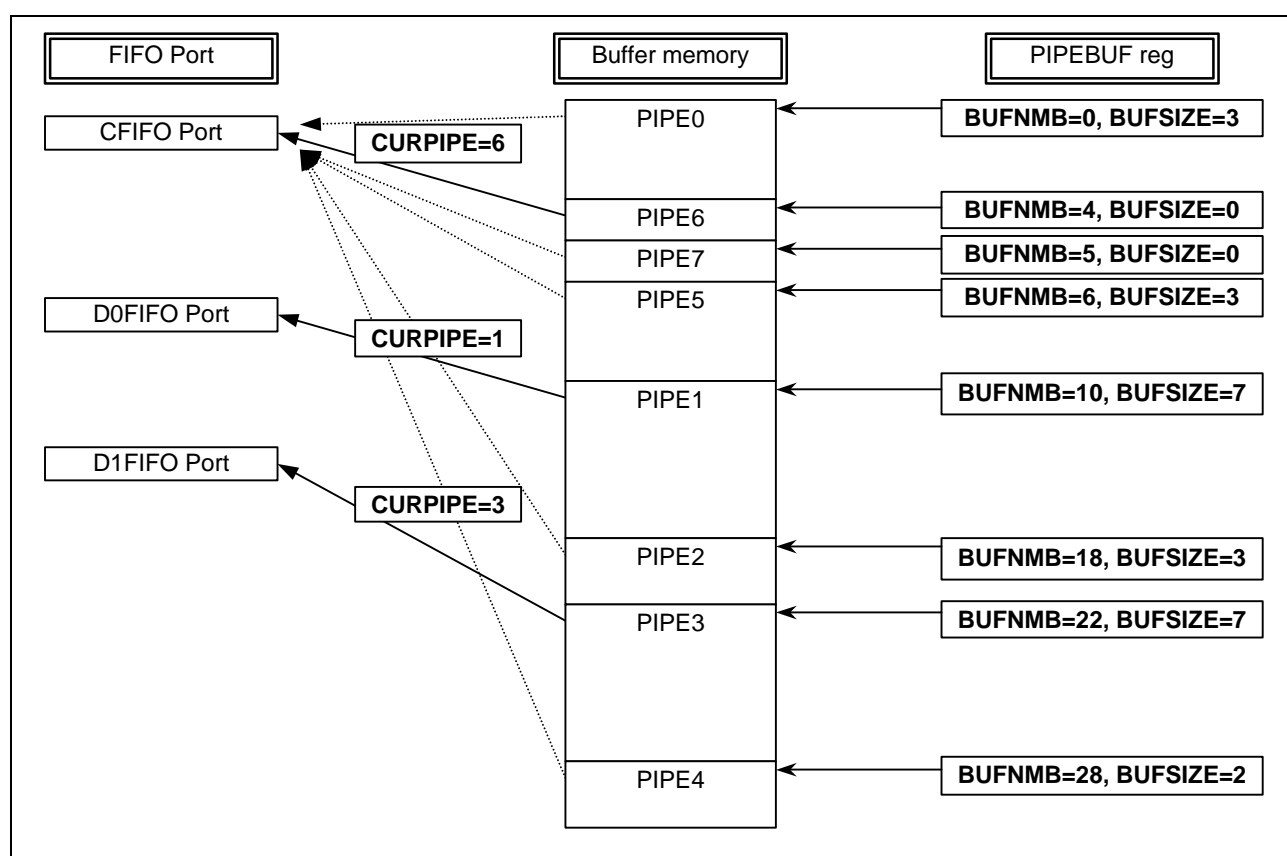 FIFO Port
Buffer memory
PIPEBUF reg
CFIFO Port
CURPIPE=6
PIPE0
BUFNMB=0, BUFSIZE=3
PIPE6
BUFNMB=4, BUFSIZE=0
PIPE7
BUFNMB=5, BUFSIZE=0
PIPE5
BUFNMB=6, BUFSIZE=3
D0FIFO Port
CURPIPE=1
PIPE1
BUFNMB=10, BUFSIZE=7
D1FIFO Port
CURPIPE=3
PIPE2
BUFNMB=18, BUFSIZE=3
PIPE3
BUFNMB=22, BUFSIZE=7
PIPE4
BUFNMB=28, BUFSIZE=2